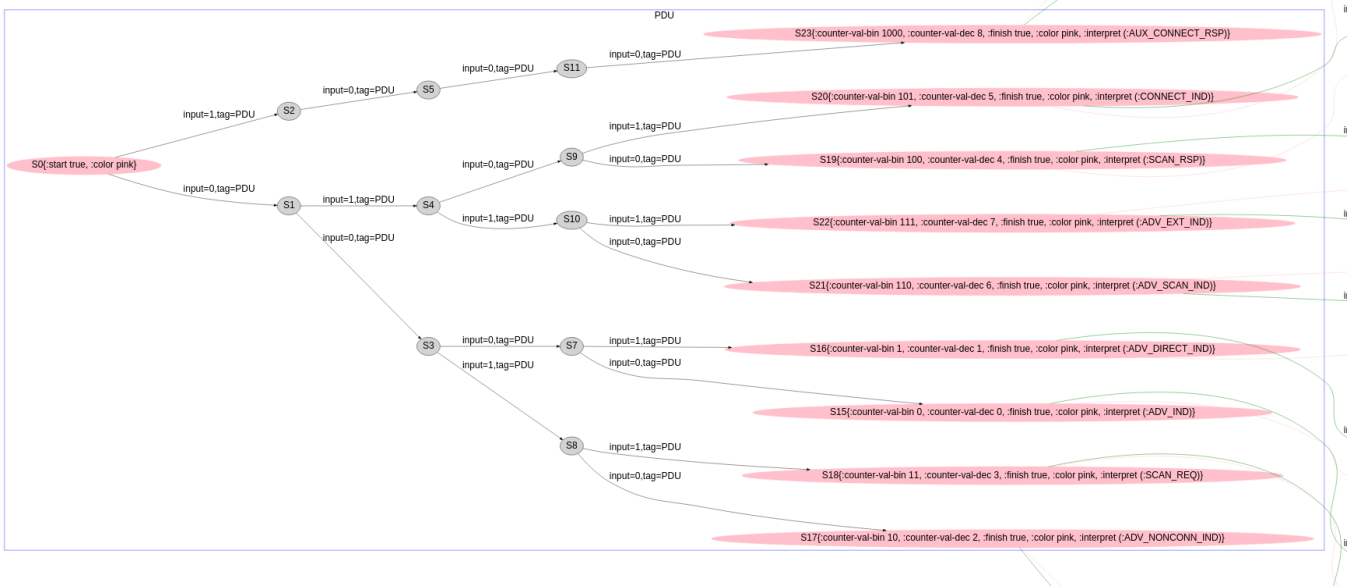 PDU
S23{:counter-val-bin 1000, :counter-val-dec 8, :finish true, :color pink, :interpret (:AUX_CONNECT_RSP)}
input=0,tag=PDU
input=0,tag=PDU
S11
input=0,tag=PDU
S5
S20{:counter-val-bin 101, :counter-val-dec 5, :finish true, :color pink, :interpret (:CONNECT_IND)}
input=1,tag=PDU
S2
input=1,tag=PDU
S9
input=0,tag=PDU
S19{:counter-val-bin 100, :counter-val-dec 4, :finish true, :color pink, :interpret (:SCAN_RSP)}
S0{:start true, :color pink}
input=0,tag=PDU
input=0,tag=PDU
S1
input=1,tag=PDU
S4
input=1,tag=PDU
S10
input=1,tag=PDU
S22{:counter-val-bin 111, :counter-val-dec 7, :finish true, :color pink, :interpret (:ADV_EXT_IND)}
input=0,tag=PDU
input=0,tag=PDU
S21{:counter-val-bin 110, :counter-val-dec 6, :finish true, :color pink, :interpret (:ADV_SCAN_IND)}
S3
input=0,tag=PDU
S7
input=1,tag=PDU
S16{:counter-val-bin 1, :counter-val-dec 1, :finish true, :color pink, :interpret (:ADV_DIRECT_IND)}
input=1,tag=PDU
input=0,tag=PDU
S15{:counter-val-bin 0, :counter-val-dec 0, :finish true, :color pink, :interpret (:ADV_IND)}
S8
input=1,tag=PDU
S18{:counter-val-bin 11, :counter-val-dec 3, :finish true, :color pink, :interpret (:SCAN_REQ)}
input=0,tag=PDU
S17{:counter-val-bin 10, :counter-val-dec 2, :finish true, :color pink, :interpret (:ADV_NONCONN_IND)}